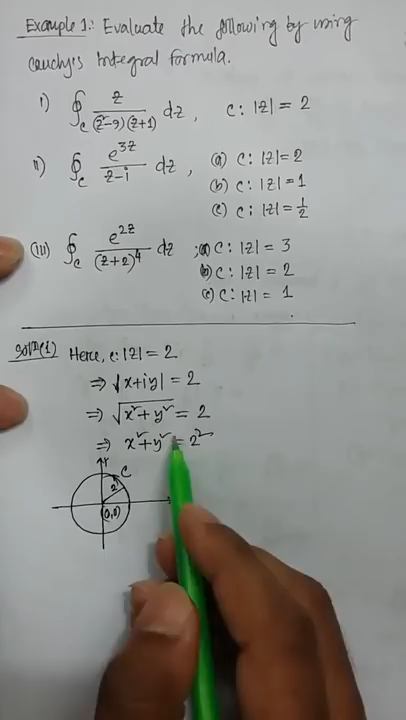 Example 1: Evaluate the following by using
Cauchy's Integral formula.
i) ∮_C z/((z²-9)(z+1)) dz, C: |z| = 2
ii) ∮_C e^{3z}/(z-i) dz, (a) C: |z| = 2
(b) C: |z| = 1
(c) C: |z| = 1/2
(iii) ∮_C e^{2z}/(z+2)^4 dz ; (a) C: |z| = 3
(b) C: |z| = 2
(c) C: |z| = 1
Solⁿ(1) Here, c: |z| = 2
⇒ |x+iy| = 2
⇒ √(x²+y²) = 2
⇒ x²+y² = 2²
Y
C
2
(0,0)